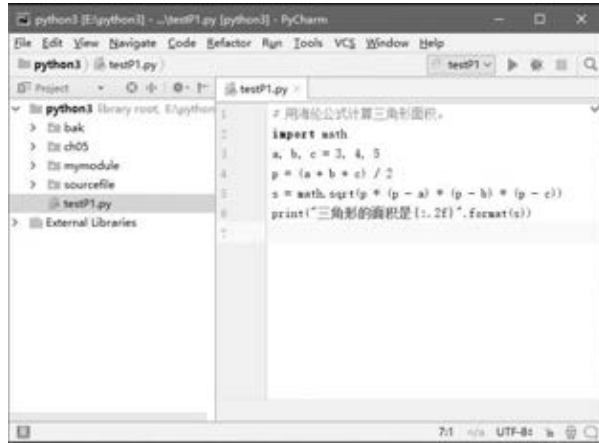 python3 [E:\python3] - ...\testP1.py [python3] - PyCharm
File Edit View Navigate Code Refactor Run Tools VCS Window Help
python3 testP1.py
testP1
Project
testP1.py
python3 library root, E:\python
bak
ch05
mymodule
sourcefile
testP1.py
External Libraries
1 # 用海伦公式计算三角形面积。
2 import math
3 a, b, c = 3, 4, 5
4 p = (a + b + c) / 2
5 s = math.sqrt(p * (p - a) * (p - b) * (p - c))
6 print("三角形的面积是{:.2f}".format(s))
7
7:1 n/a UTF-8